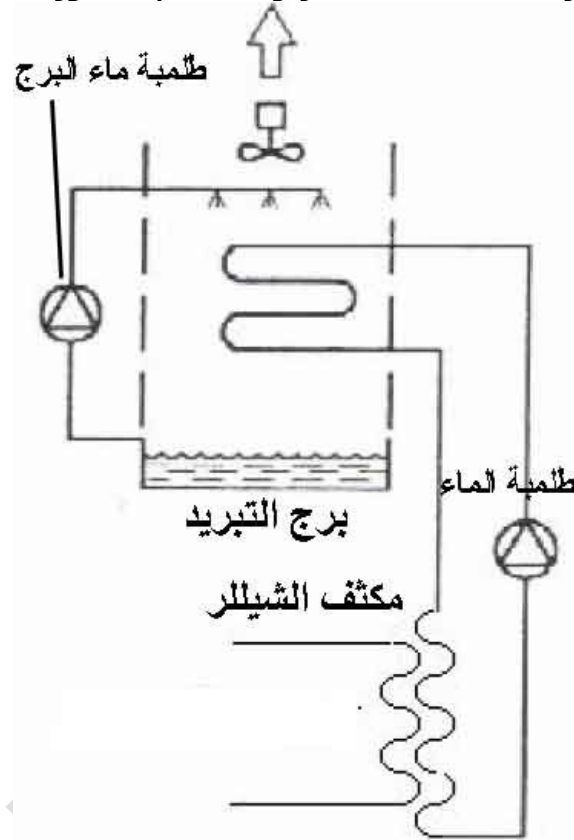 طلمبة ماء البرج
طلمبة الماء
برج التبريد
مكثف الشيللر